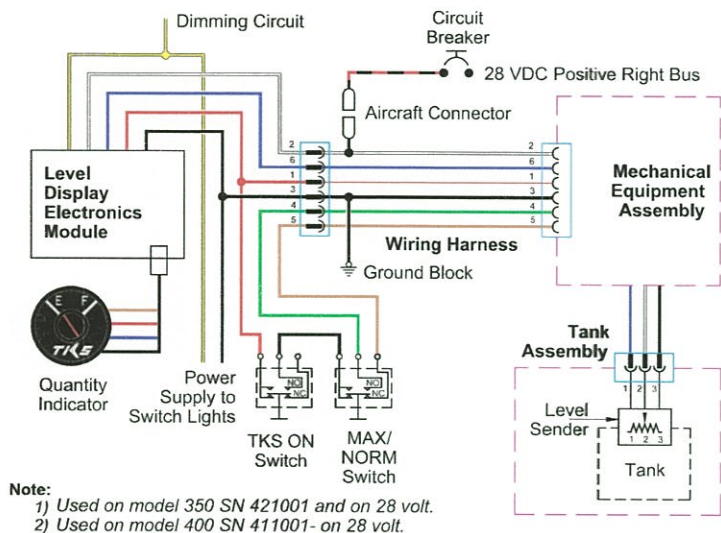 Dimming Circuit
Circuit
Breaker
28 VDC Positive Right Bus
Aircraft Connector
Level
Display
Electronics
Module
2
6
1
3
4
5
2
6
1
3
4
5
Mechanical
Equipment
Assembly
Wiring Harness
Ground Block
E F
TKS
Quantity
Indicator
Power
Supply to
Switch Lights
NO
NC
NO
NC
TKS ON
Switch
MAX/
NORM
Switch
Tank
Assembly
1 2 3
Level
Sender
1 2 3
Tank
Note:
1) Used on model 350 SN 421001 and on 28 volt.
2) Used on model 400 SN 411001- on 28 volt.